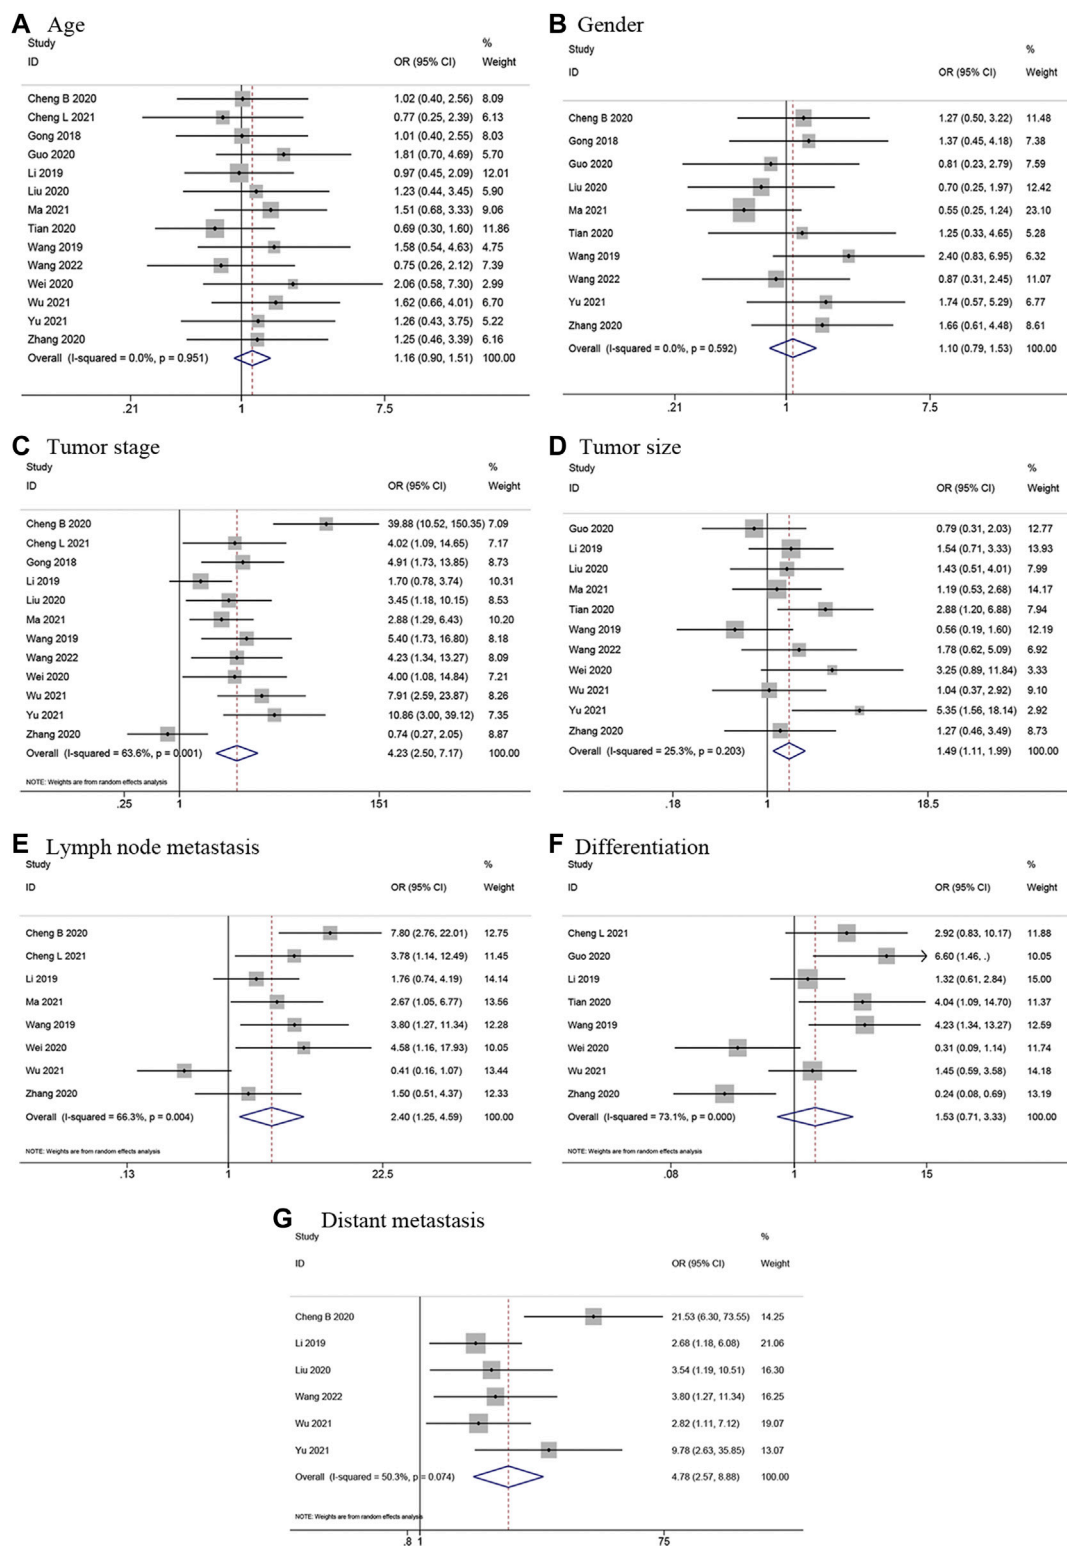 A Age
Study %
ID OR (95% CI) Weight
Cheng B 2020 1.02 (0.40, 2.56) 8.09
Cheng L 2021 0.77 (0.25, 2.39) 6.13
Gong 2018 1.01 (0.40, 2.55) 8.03
Guo 2020 1.81 (0.70, 4.69) 5.70
Li 2019 0.97 (0.45, 2.09) 12.01
Liu 2020 1.23 (0.44, 3.45) 5.90
Ma 2021 1.51 (0.68, 3.33) 9.06
Tian 2020 0.69 (0.30, 1.60) 11.86
Wang 2019 1.58 (0.54, 4.63) 4.75
Wang 2022 0.75 (0.26, 2.12) 7.39
Wei 2020 2.06 (0.58, 7.30) 2.99
Wu 2021 1.62 (0.66, 4.01) 6.70
Yu 2021 1.26 (0.43, 3.75) 5.22
Zhang 2020 1.25 (0.46, 3.39) 6.16
Overall (I-squared = 0.0%, p = 0.951) 1.16 (0.90, 1.51) 100.00
.21 1 7.5
B Gender
Study %
ID OR (95% CI) Weight
Cheng B 2020 1.27 (0.50, 3.22) 11.48
Gong 2018 1.37 (0.45, 4.18) 7.38
Guo 2020 0.81 (0.23, 2.79) 7.59
Liu 2020 0.70 (0.25, 1.97) 12.42
Ma 2021 0.55 (0.25, 1.24) 23.10
Tian 2020 1.25 (0.33, 4.65) 5.28
Wang 2019 2.40 (0.83, 6.95) 6.32
Wang 2022 0.87 (0.31, 2.45) 11.07
Yu 2021 1.74 (0.57, 5.29) 6.77
Zhang 2020 1.66 (0.61, 4.48) 8.61
Overall (I-squared = 0.0%, p = 0.592) 1.10 (0.79, 1.53) 100.00
.21 1 7.5
C Tumor stage
Study %
ID OR (95% CI) Weight
Cheng B 2020 39.88 (10.52, 150.35) 7.09
Cheng L 2021 4.02 (1.09, 14.65) 7.17
Gong 2018 4.91 (1.73, 13.85) 8.73
Li 2019 1.70 (0.78, 3.74) 10.31
Liu 2020 3.45 (1.18, 10.15) 8.53
Ma 2021 2.88 (1.29, 6.43) 10.20
Wang 2019 5.40 (1.73, 16.80) 8.18
Wang 2022 4.23 (1.34, 13.27) 8.09
Wei 2020 4.00 (1.08, 14.84) 7.21
Wu 2021 7.91 (2.59, 23.87) 8.26
Yu 2021 10.86 (3.00, 39.12) 7.35
Zhang 2020 0.74 (0.27, 2.05) 8.87
Overall (I-squared = 63.6%, p = 0.001) 4.23 (2.50, 7.17) 100.00
NOTE: Weights are from random effects analysis
.25 1 151
D Tumor size
Study %
ID OR (95% CI) Weight
Guo 2020 0.79 (0.31, 2.03) 12.77
Li 2019 1.54 (0.71, 3.33) 13.93
Liu 2020 1.43 (0.51, 4.01) 7.99
Ma 2021 1.19 (0.53, 2.68) 14.17
Tian 2020 2.88 (1.20, 6.88) 7.94
Wang 2019 0.56 (0.19, 1.60) 12.19
Wang 2022 1.78 (0.62, 5.09) 6.92
Wei 2020 3.25 (0.89, 11.84) 3.33
Wu 2021 1.04 (0.37, 2.92) 9.10
Yu 2021 5.35 (1.56, 18.14) 2.92
Zhang 2020 1.27 (0.46, 3.49) 8.73
Overall (I-squared = 25.3%, p = 0.203) 1.49 (1.11, 1.99) 100.00
.18 1 18.5
E Lymph node metastasis
Study %
ID OR (95% CI) Weight
Cheng B 2020 7.80 (2.76, 22.01) 12.75
Cheng L 2021 3.78 (1.14, 12.49) 11.45
Li 2019 1.76 (0.74, 4.19) 14.14
Ma 2021 2.67 (1.05, 6.77) 13.56
Wang 2019 3.80 (1.27, 11.34) 12.28
Wei 2020 4.58 (1.16, 17.93) 10.05
Wu 2021 0.41 (0.16, 1.07) 13.44
Zhang 2020 1.50 (0.51, 4.37) 12.33
Overall (I-squared = 66.3%, p = 0.004) 2.40 (1.25, 4.59) 100.00
NOTE: Weights are from random effects analysis
.13 1 22.5
F Differentiation
Study %
ID OR (95% CI) Weight
Cheng L 2021 2.92 (0.83, 10.17) 11.88
Guo 2020 6.60 (1.46, .) 10.05
Li 2019 1.32 (0.61, 2.84) 15.00
Tian 2020 4.04 (1.09, 14.70) 11.37
Wang 2019 4.23 (1.34, 13.27) 12.59
Wei 2020 0.31 (0.09, 1.14) 11.74
Wu 2021 1.45 (0.59, 3.58) 14.18
Zhang 2020 0.24 (0.08, 0.69) 13.19
Overall (I-squared = 73.1%, p = 0.000) 1.53 (0.71, 3.33) 100.00
NOTE: Weights are from random effects analysis
.08 1 15
G Distant metastasis
Study %
ID OR (95% CI) Weight
Cheng B 2020 21.53 (6.30, 73.55) 14.25
Li 2019 2.68 (1.18, 6.08) 21.06
Liu 2020 3.54 (1.19, 10.51) 16.30
Wang 2022 3.80 (1.27, 11.34) 16.25
Wu 2021 2.82 (1.11, 7.12) 19.07
Yu 2021 9.78 (2.63, 35.85) 13.07
Overall (I-squared = 50.3%, p = 0.074) 4.78 (2.57, 8.88) 100.00
NOTE: Weights are from random effects analysis
.8 1 75